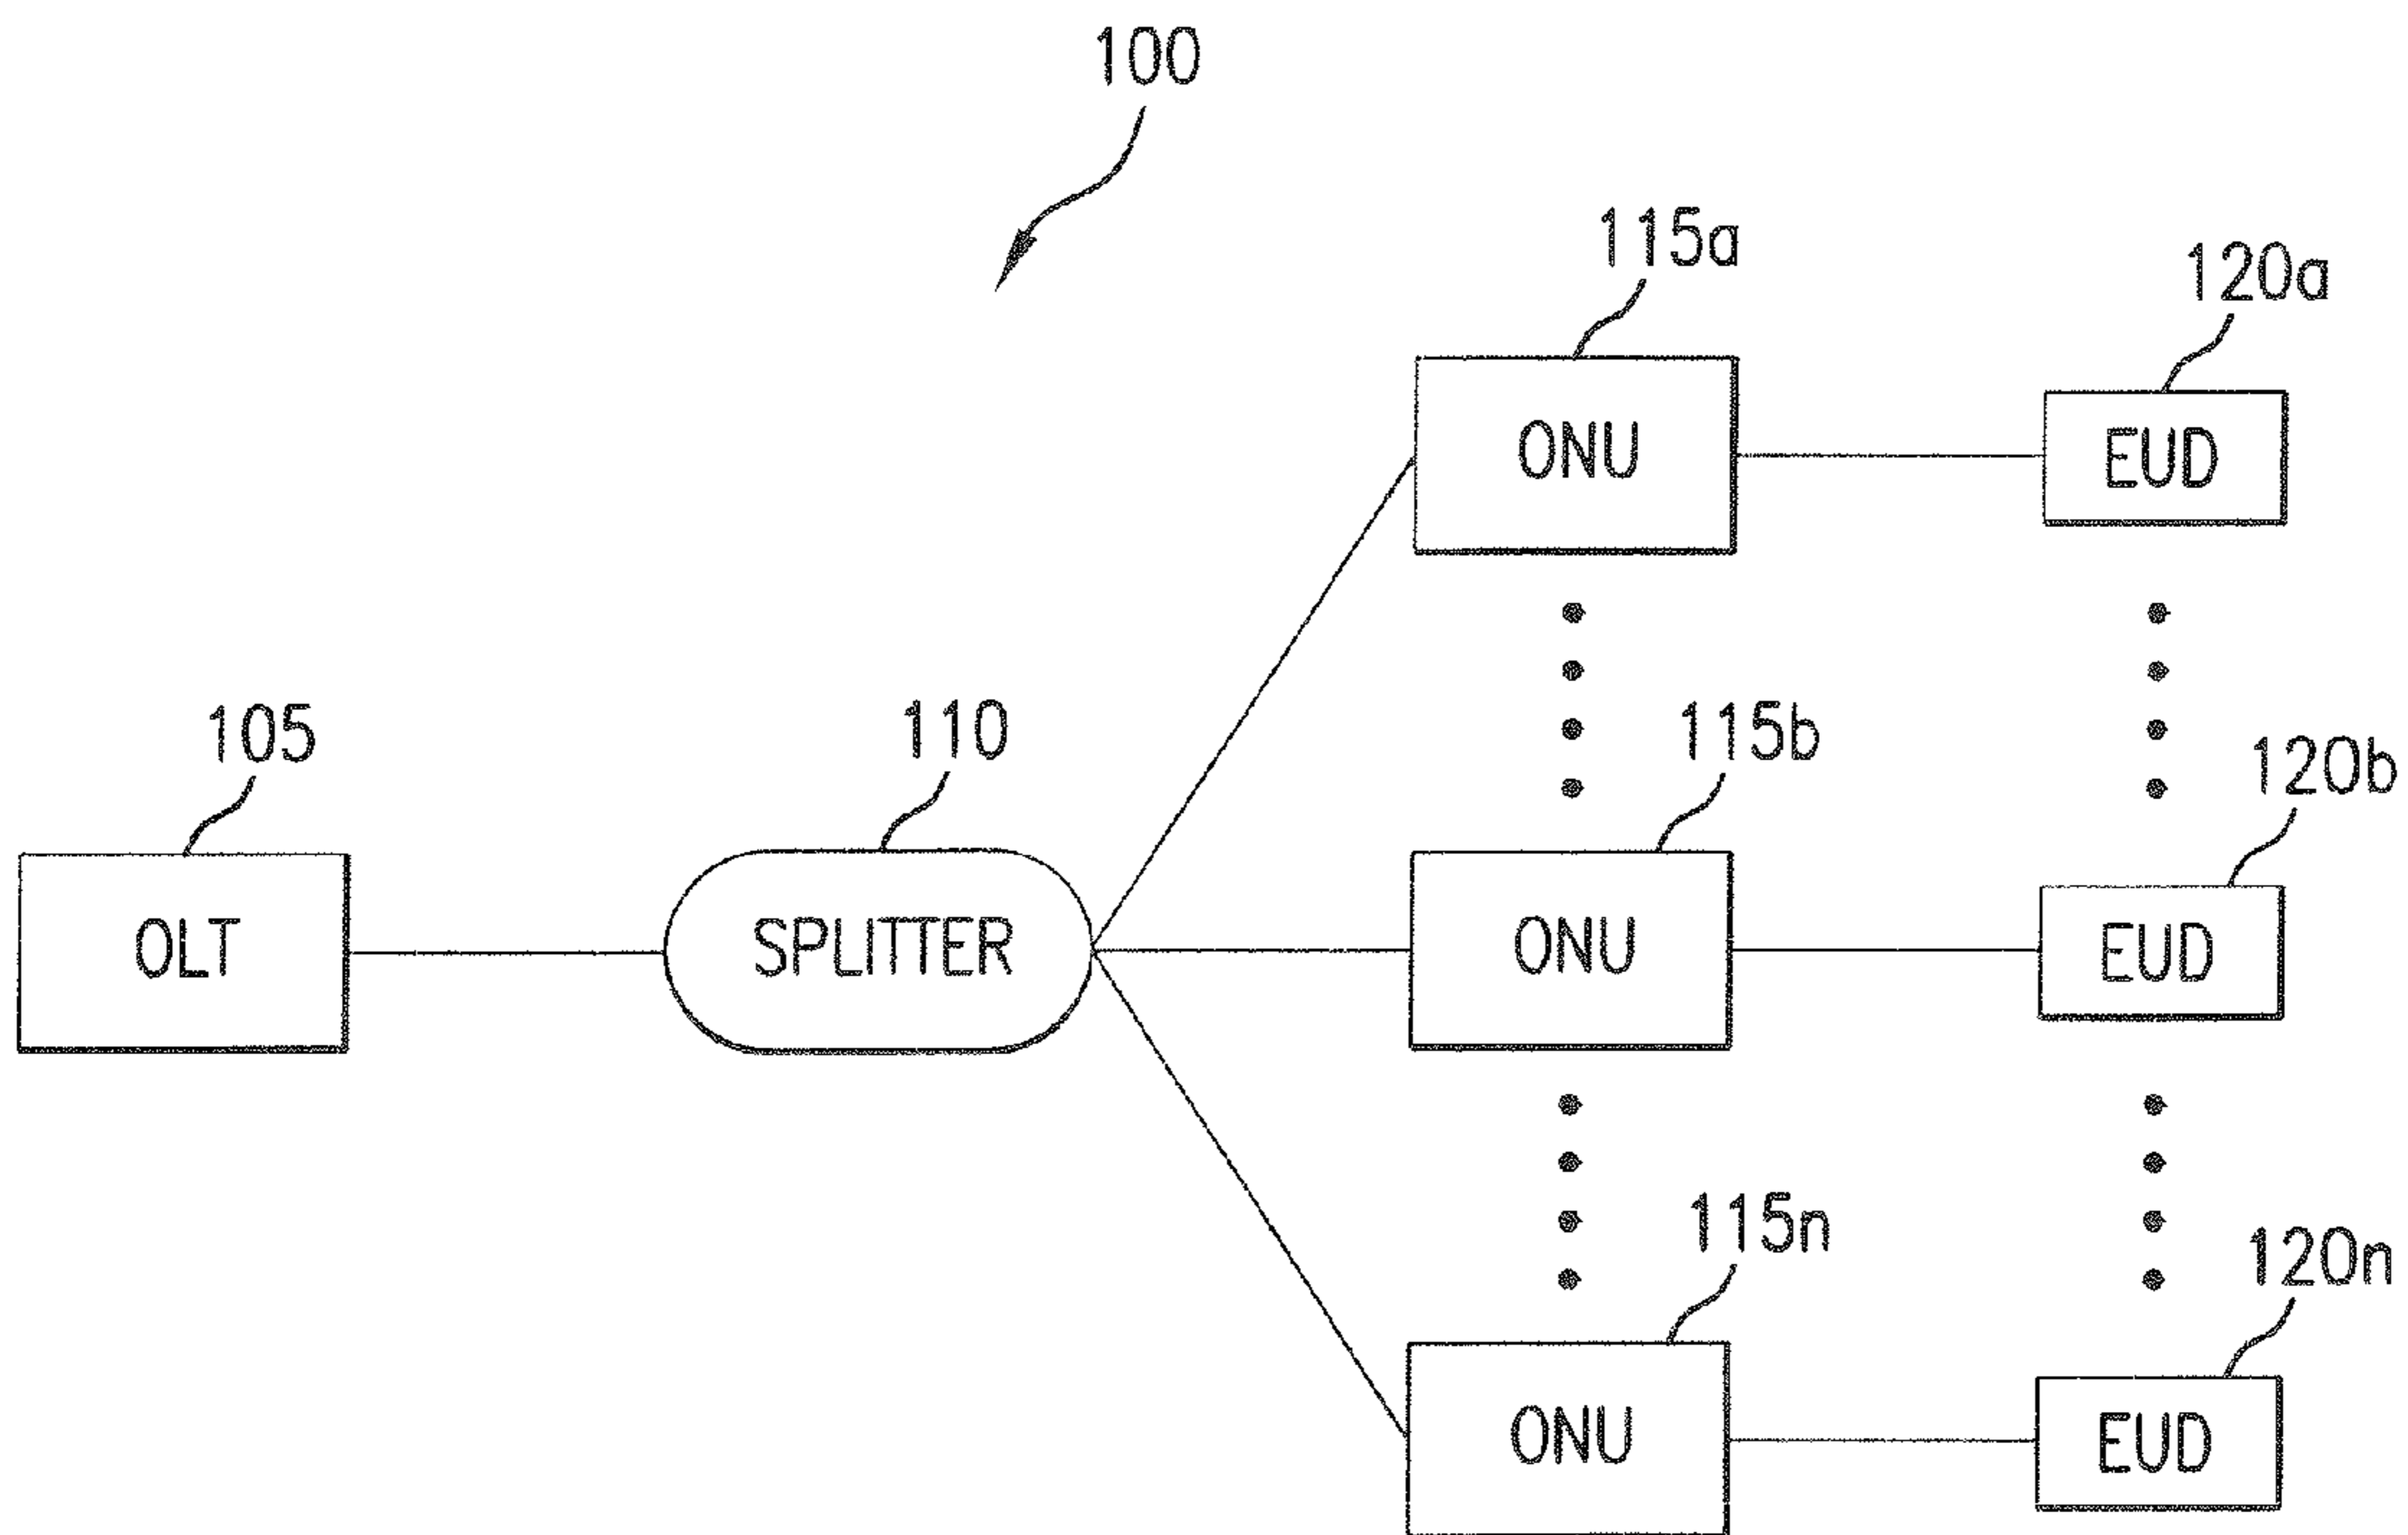 100
115a
120a
ONU
EUD
105
110
115b
120b
OLT
SPLITTER
ONU
EUD
115n
120n
ONU
EUD